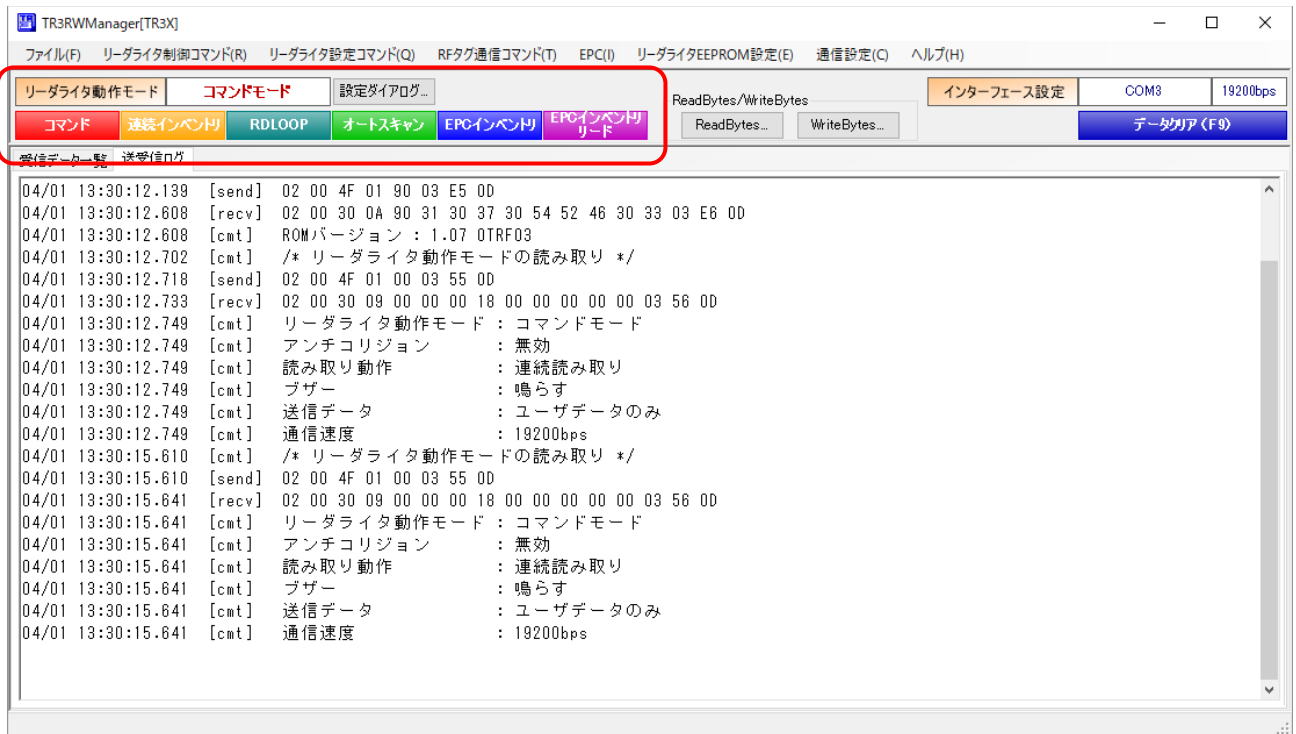 TR3RWManager[TR3X]
ファイル(F) リーダライタ制御コマンド(R) リーダライタ設定コマンド(Q) RFタグ通信コマンド(T) EPC(I) リーダライタEEPROM設定(E) 通信設定(C) ヘルプ(H)
リーダライタ動作モード コマンドモード 設定ダイアログ... ReadBytes/WriteBytes インターフェース設定 COM3 19200bps
コマンド 連続インベントリ RDLOOP オートスキャン EPCインベントリ EPCインベントリリード ReadBytes... WriteBytes... データクリア(F9)
受信データ一覧 送受信ログ
04/01 13:30:12.139 [send] 02 00 4F 01 90 03 E5 0D
04/01 13:30:12.608 [recv] 02 00 30 0A 90 31 30 37 30 54 52 46 30 33 03 E6 0D
04/01 13:30:12.608 [cmt] ROMバージョン : 1.07 0TRF03
04/01 13:30:12.702 [cmt] /* リーダライタ動作モードの読み取り */
04/01 13:30:12.718 [send] 02 00 4F 01 00 03 55 0D
04/01 13:30:12.733 [recv] 02 00 30 09 00 00 00 18 00 00 00 00 00 03 56 0D
04/01 13:30:12.749 [cmt] リーダライタ動作モード : コマンドモード
04/01 13:30:12.749 [cmt] アンチコリジョン : 無効
04/01 13:30:12.749 [cmt] 読み取り動作 : 連続読み取り
04/01 13:30:12.749 [cmt] ブザー : 鳴らす
04/01 13:30:12.749 [cmt] 送信データ : ユーザデータのみ
04/01 13:30:12.749 [cmt] 通信速度 : 19200bps
04/01 13:30:15.610 [cmt] /* リーダライタ動作モードの読み取り */
04/01 13:30:15.610 [send] 02 00 4F 01 00 03 55 0D
04/01 13:30:15.641 [recv] 02 00 30 09 00 00 00 18 00 00 00 00 00 03 56 0D
04/01 13:30:15.641 [cmt] リーダライタ動作モード : コマンドモード
04/01 13:30:15.641 [cmt] アンチコリジョン : 無効
04/01 13:30:15.641 [cmt] 読み取り動作 : 連続読み取り
04/01 13:30:15.641 [cmt] ブザー : 鳴らす
04/01 13:30:15.641 [cmt] 送信データ : ユーザデータのみ
04/01 13:30:15.641 [cmt] 通信速度 : 19200bps